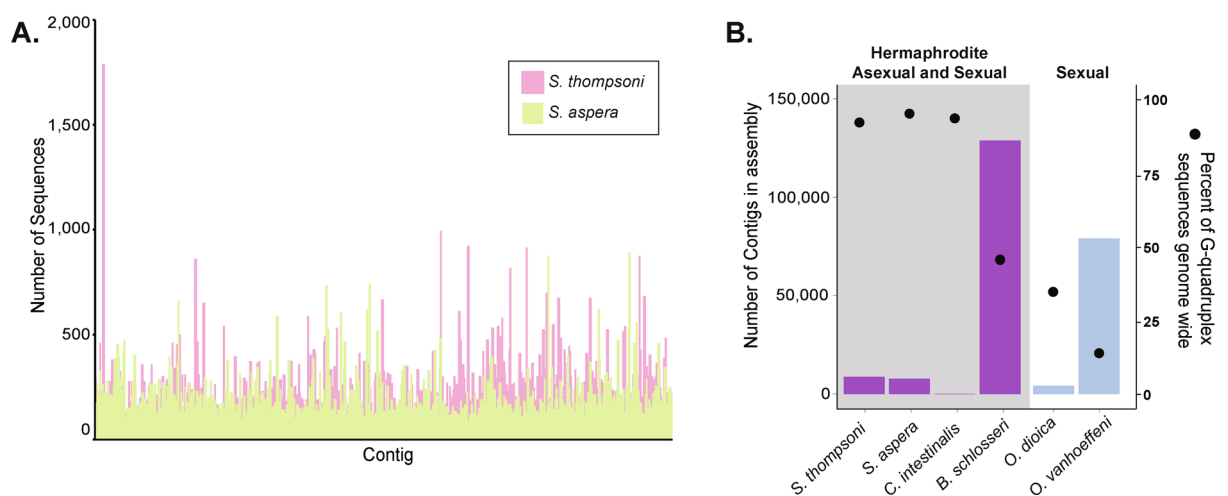 A.
2,000
1,500
1,000
500
0
Number of Sequences
Contig
S. thompsoni
S. aspera
B.
Hermaphrodite
Asexual and Sexual
Sexual
150,000
100,000
50,000
0
Number of Contigs in assembly
100
75
50
25
0
Percent of G-quadruplex
sequences genome wide
S. thompsoni
S. aspera
C. intestinalis
B. schlosseri
O. dioica
O. vanhoeffeni